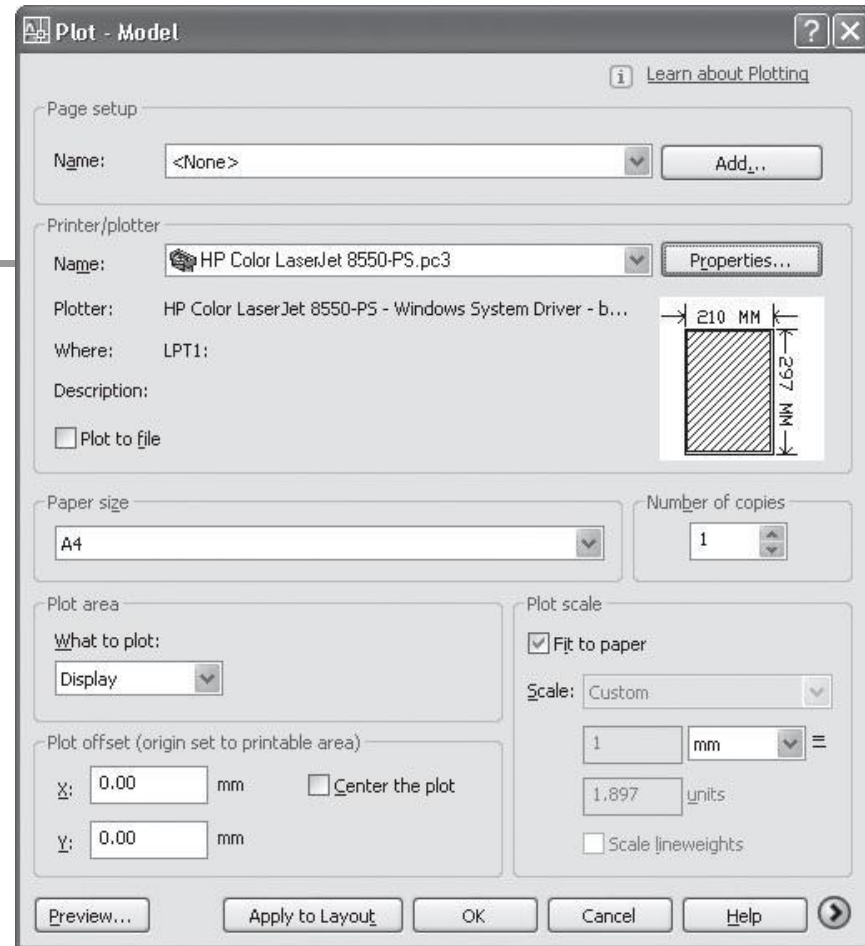 Plot - Model
Learn about Plotting
Page setup
Name: <None> Add...
Printer/plotter
Name: HP Color LaserJet 8550-PS.pc3 Properties...
Plotter: HP Color LaserJet 8550-PS - Windows System Driver - b...
Where: LPT1:
Description:
Plot to file
210 MM
297 MM
Paper size
A4
Number of copies
1
Plot area
What to plot:
Display
Plot scale
Fit to paper
Scale: Custom
1 mm =
1.897 units
Scale lineweights
Plot offset (origin set to printable area)
X: 0.00 mm Center the plot
Y: 0.00 mm
Preview... Apply to Layout OK Cancel Help